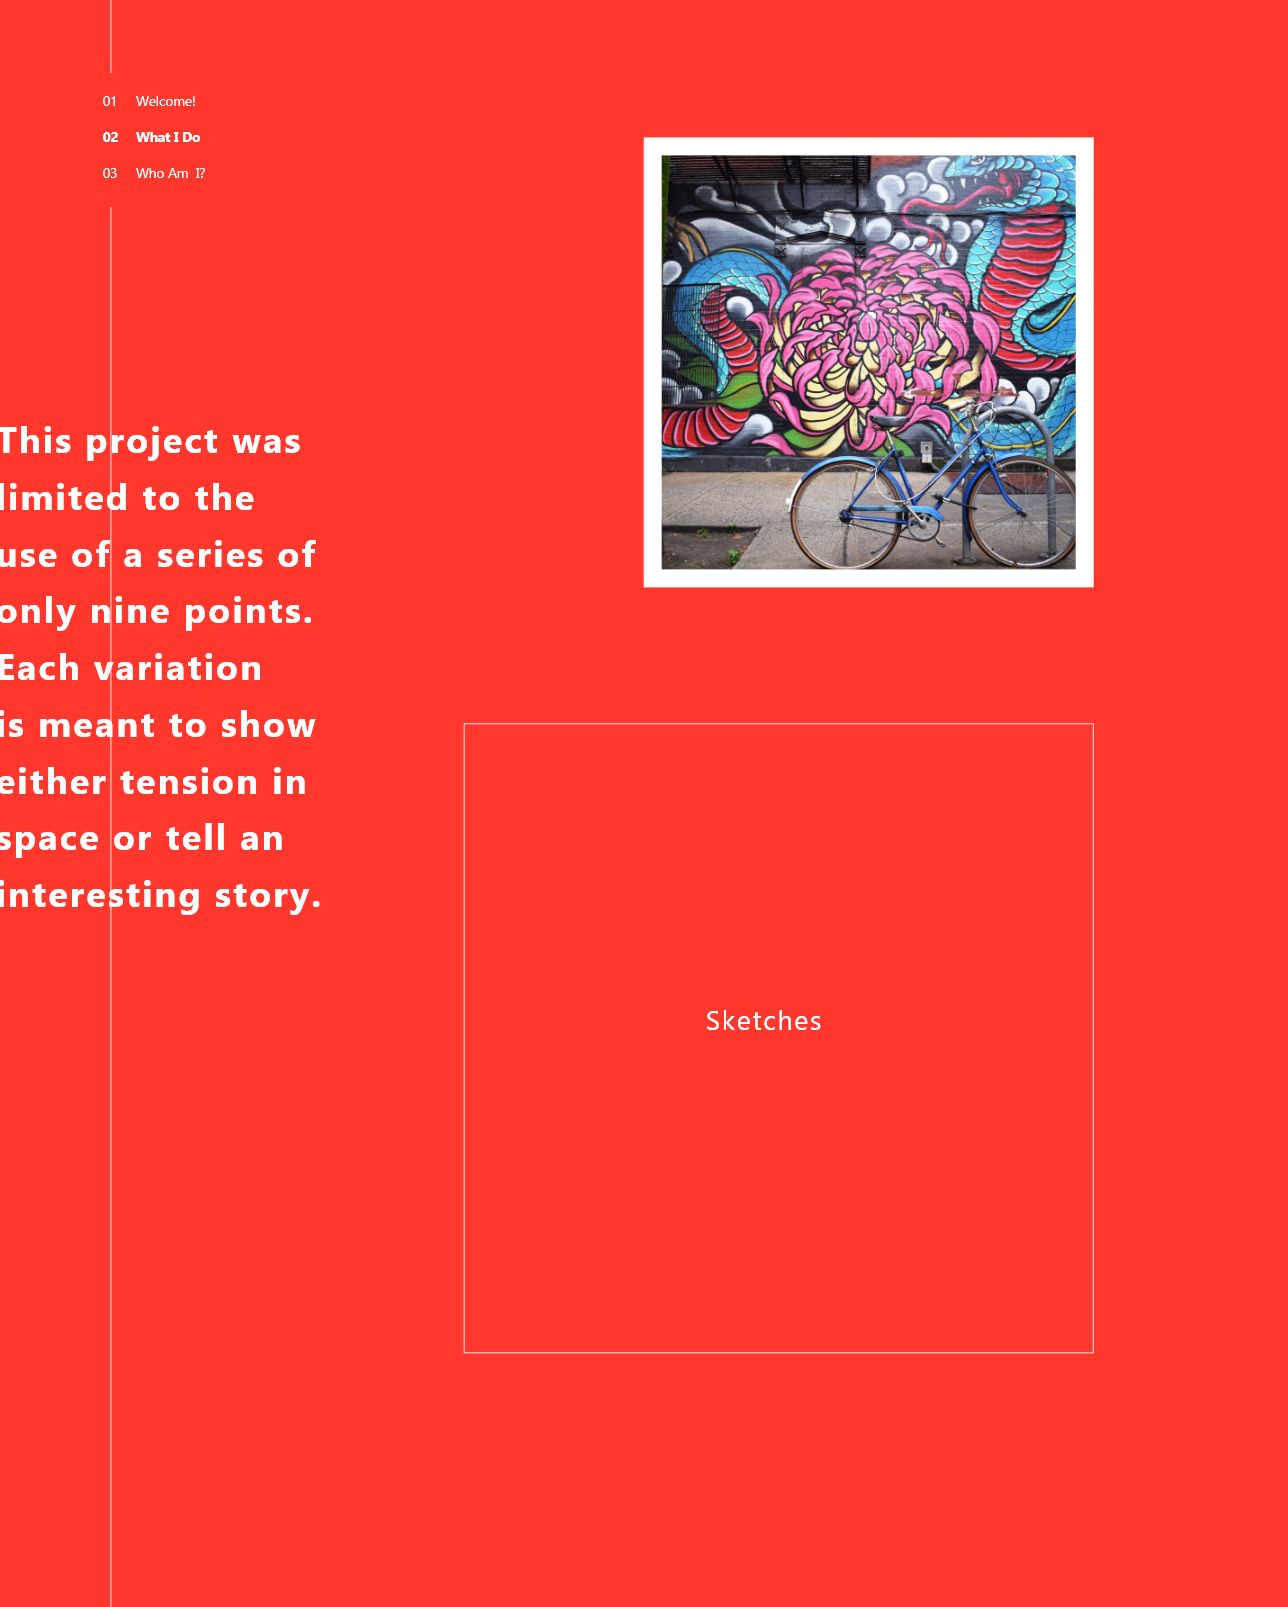 01 Welcome!
02 What I Do
03 Who Am I?
This project was
limited to the
use of a series of
only nine points.
Each variation
is meant to show
either tension in
space or tell an
interesting story.
Sketches